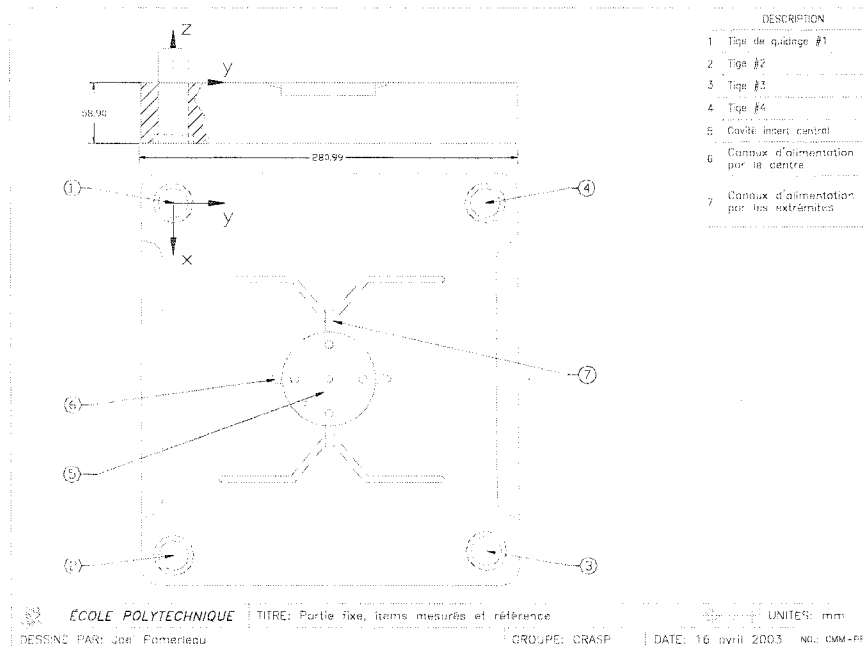 DESCRIPTION
1 Tige de guidage #1
2 Tige #2
3 Tige #3
4 Tige #4
5 Cavité insert central
6 Canaux d'alimentation
par le centre
7 Canaux d'alimentation
par les extrémités
z
y
58.90
280.99
1
4
y
x
7
6
5
2
3
ÉCOLE POLYTECHNIQUE
TITRE: Partie fixe, items mesurés et référence
UNITÉS: mm
DESSINÉ PAR: Joël Pomerleau
GROUPE: CRASP
DATE: 16 avril 2003
NO.: CMM-PF